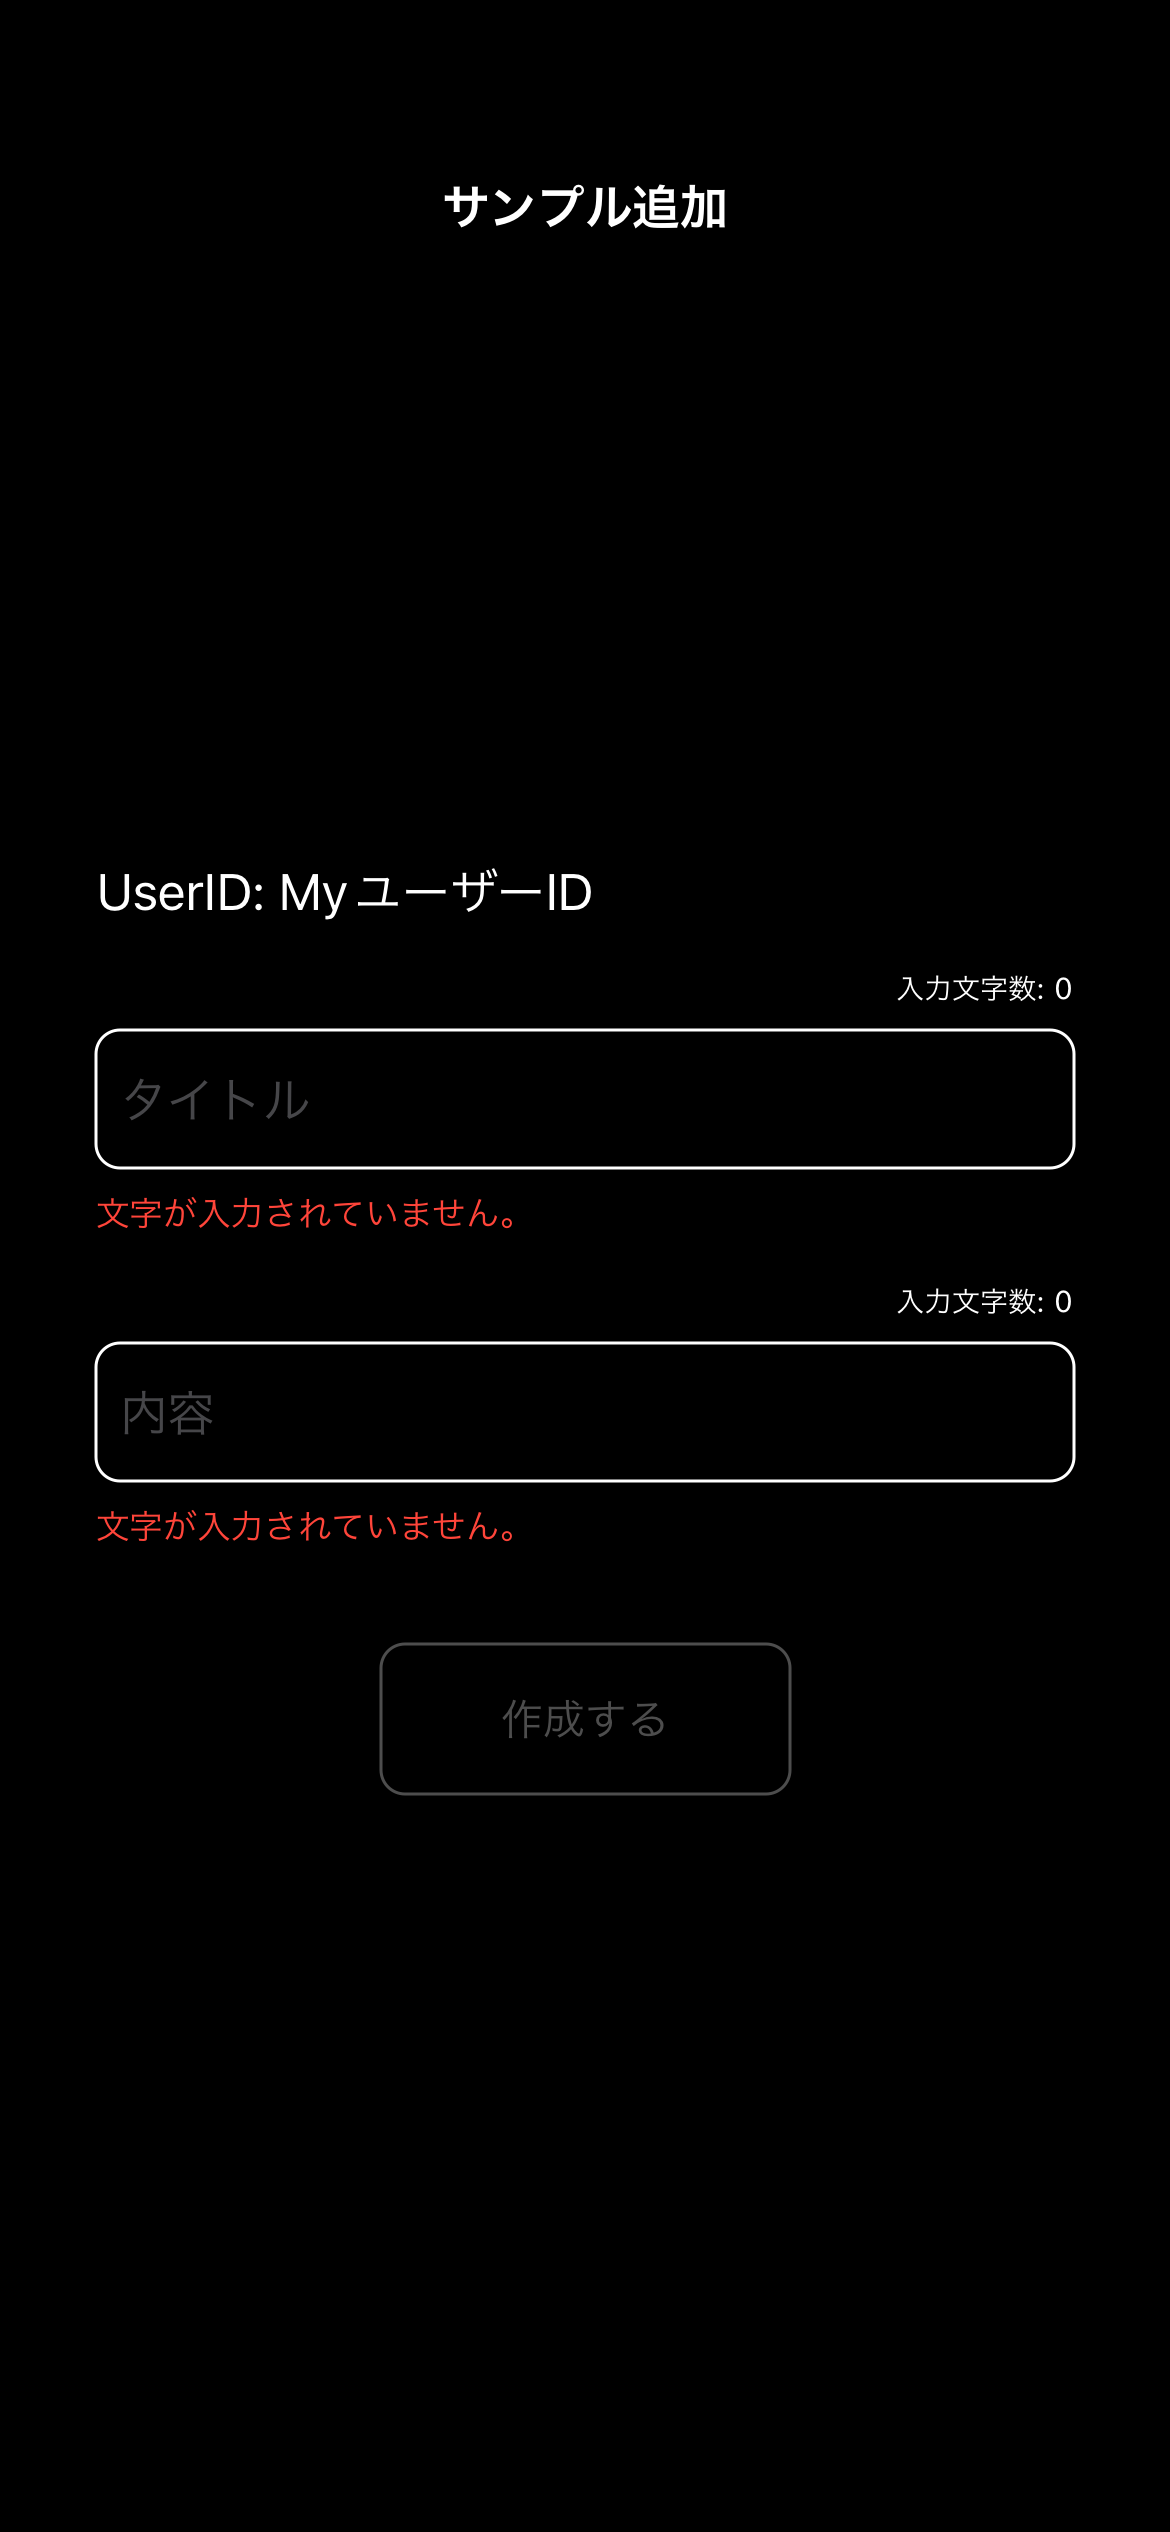 サンプル追加
UserID: MyユーザーID
入力文字数: 0
タイトル
文字が入力されていません。
入力文字数: 0
内容
文字が入力されていません。
作成する